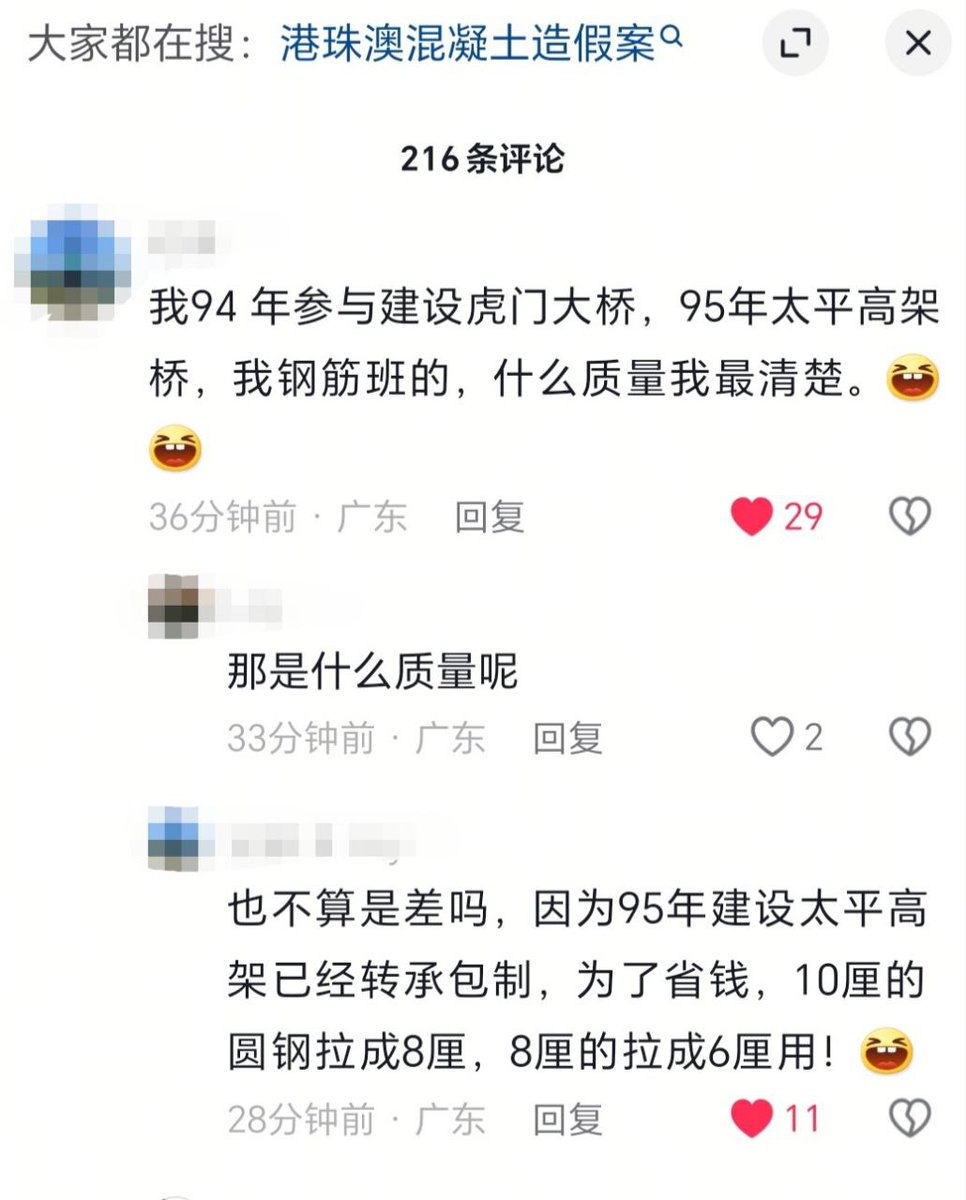 大家都在搜：港珠澳混凝土造假案
216条评论
我94 年参与建设虎门大桥，95年太平高架
桥，我钢筋班的，什么质量我最清楚。
36分钟前 · 广东 回复 29
那是什么质量呢
33分钟前 · 广东 回复 2
也不算是差吗，因为95年建设太平高
架已经转承包制，为了省钱，10厘的
圆钢拉成8厘，8厘的拉成6厘用！
28分钟前 · 广东 回复 11